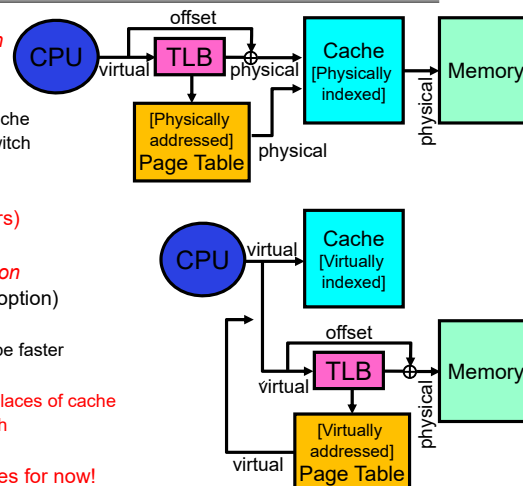 offset
CPU
TLB
virtual
physical
Cache
[Physically
indexed]
Memory
physical
[Physically
addressed]
Page Table
physical
che
witch
rs)
on
option)
be faster
laces of cache
h
es for now!
CPU
virtual
Cache
[Virtually
indexed]
offset
TLB
virtual
Memory
physical
[Virtually
addressed]
Page Table
virtual